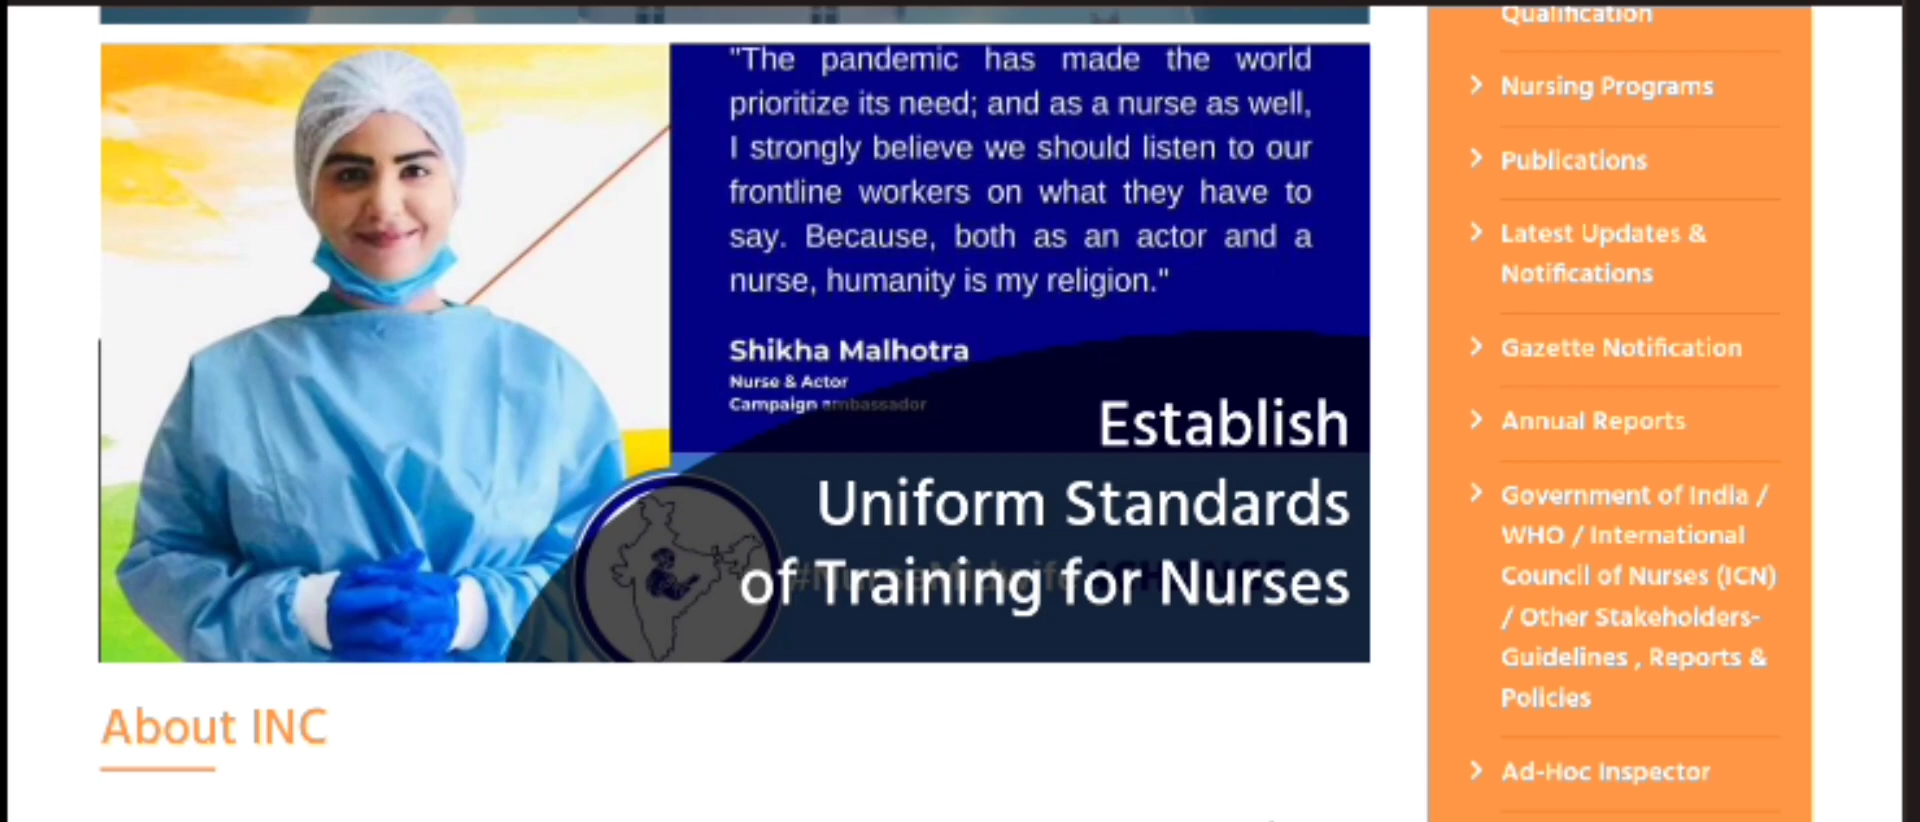 "The pandemic has made the world
prioritize its need; and as a nurse as well,
I strongly believe we should listen to our
frontline workers on what they have to
say. Because, both as an actor and a
nurse, humanity is my religion."
Shikha Malhotra
Nurse & Actor
Campaign ambassador
Establish
Uniform Standards
of Training for Nurses
About INC
Qualification
Nursing Programs
Publications
Latest Updates &
Notifications
Gazette Notification
Annual Reports
Government of India /
WHO / International
Council of Nurses (ICN)
/ Other Stakeholders-
Guidelines , Reports &
Policies
Ad-Hoc Inspector